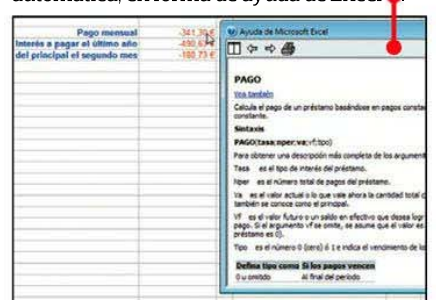 automática, en forma de ayuda de Excel
Pago mensual -341,39 €
Interés a pagar el último año
del principal el segundo mes -180,73 €
Ayuda de Microsoft Excel
PAGO
Vea también
Calcula el pago de un préstamo basándose en pagos
constante.
Sintaxis
PAGO(tasa;nper;va;vf;tipo)
Para obtener una descripción más completa de los
Tasa es el tipo de interés del préstamo.
Nper es el número total de pagos del préstamo.
Va es el valor actual o lo que vale ahora la cantidad total
también se conoce como el principal.
Vf es el valor futuro o un saldo en efectivo que desea
pago. Si el argumento vf se omite, se asume que el valor es
préstamo es 0).
Tipo es el número 0 (cero) ó 1 e indica el vencimiento de
Defina tipo como Si los pagos vencen
0 u omitido Al final del período